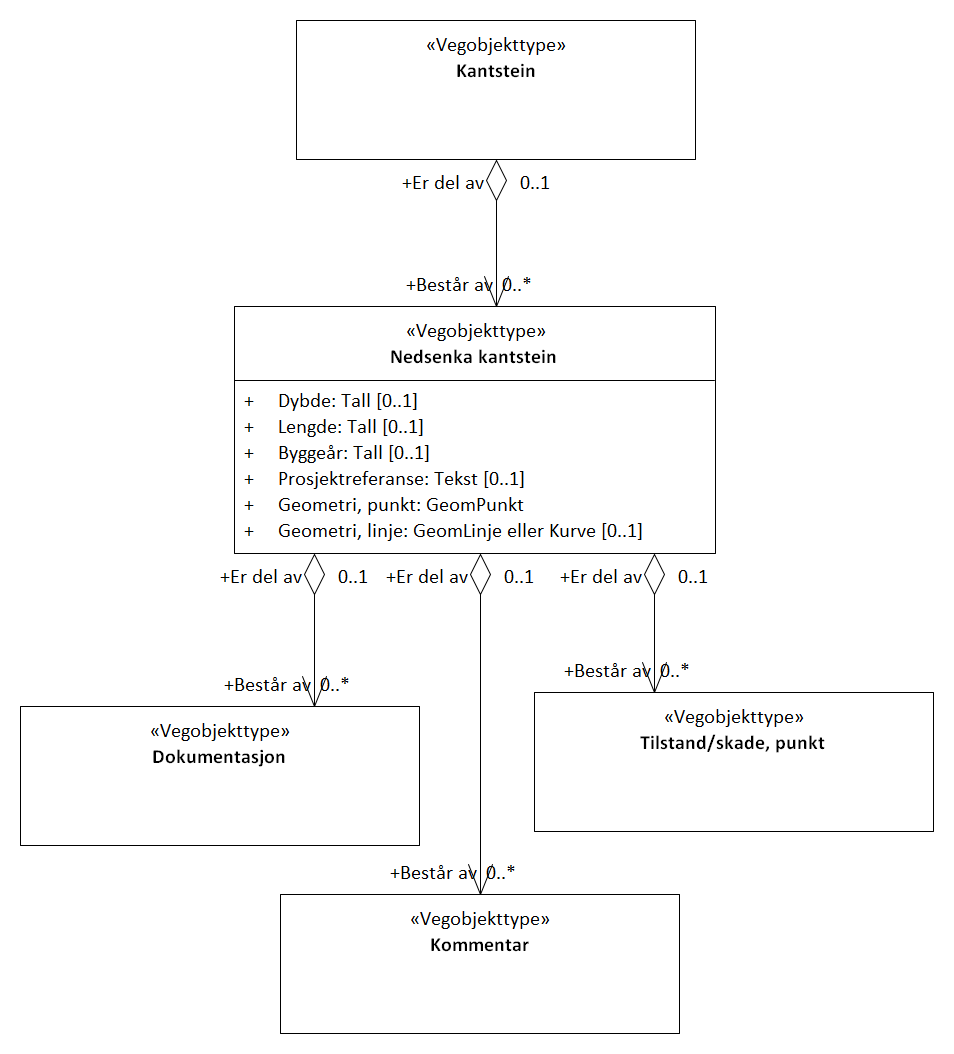 «Vegobjekttype»
Kantstein
+Er del av 0..1
+Består av 0..*
«Vegobjekttype»
Nedsenka kantstein
+ Dybde: Tall [0..1]
+ Lengde: Tall [0..1]
+ Byggeår: Tall [0..1]
+ Prosjektreferanse: Tekst [0..1]
+ Geometri, punkt: GeomPunkt
+ Geometri, linje: GeomLinje eller Kurve [0..1]
+Er del av 0..1 +Er del av 0..1 +Er del av 0..1
+Består av 0..*
+Består av 0..*
«Vegobjekttype»
Tilstand/skade, punkt
«Vegobjekttype»
Dokumentasjon
+Består av 0..*
«Vegobjekttype»
Kommentar